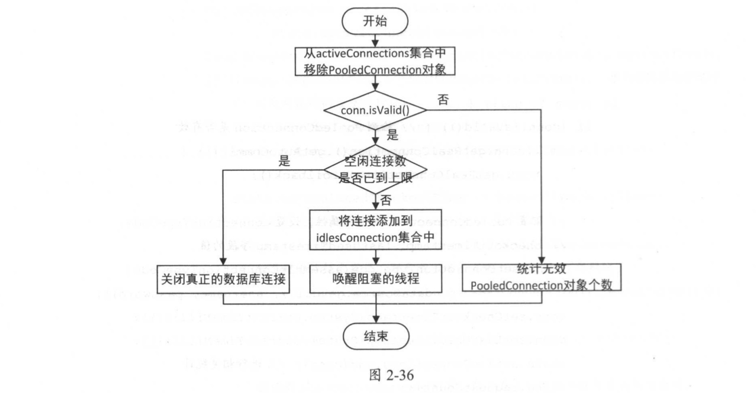 开始
从activeConnections集合中
移除PooledConnection对象
conn.isValid()
否
是
是
空闲连接数
是否已到上限
否
将连接添加到
idlesConnection集合中
关闭真正的数据库连接
唤醒阻塞的线程
统计无效
PooledConnection对象个数
结束
图 2-36